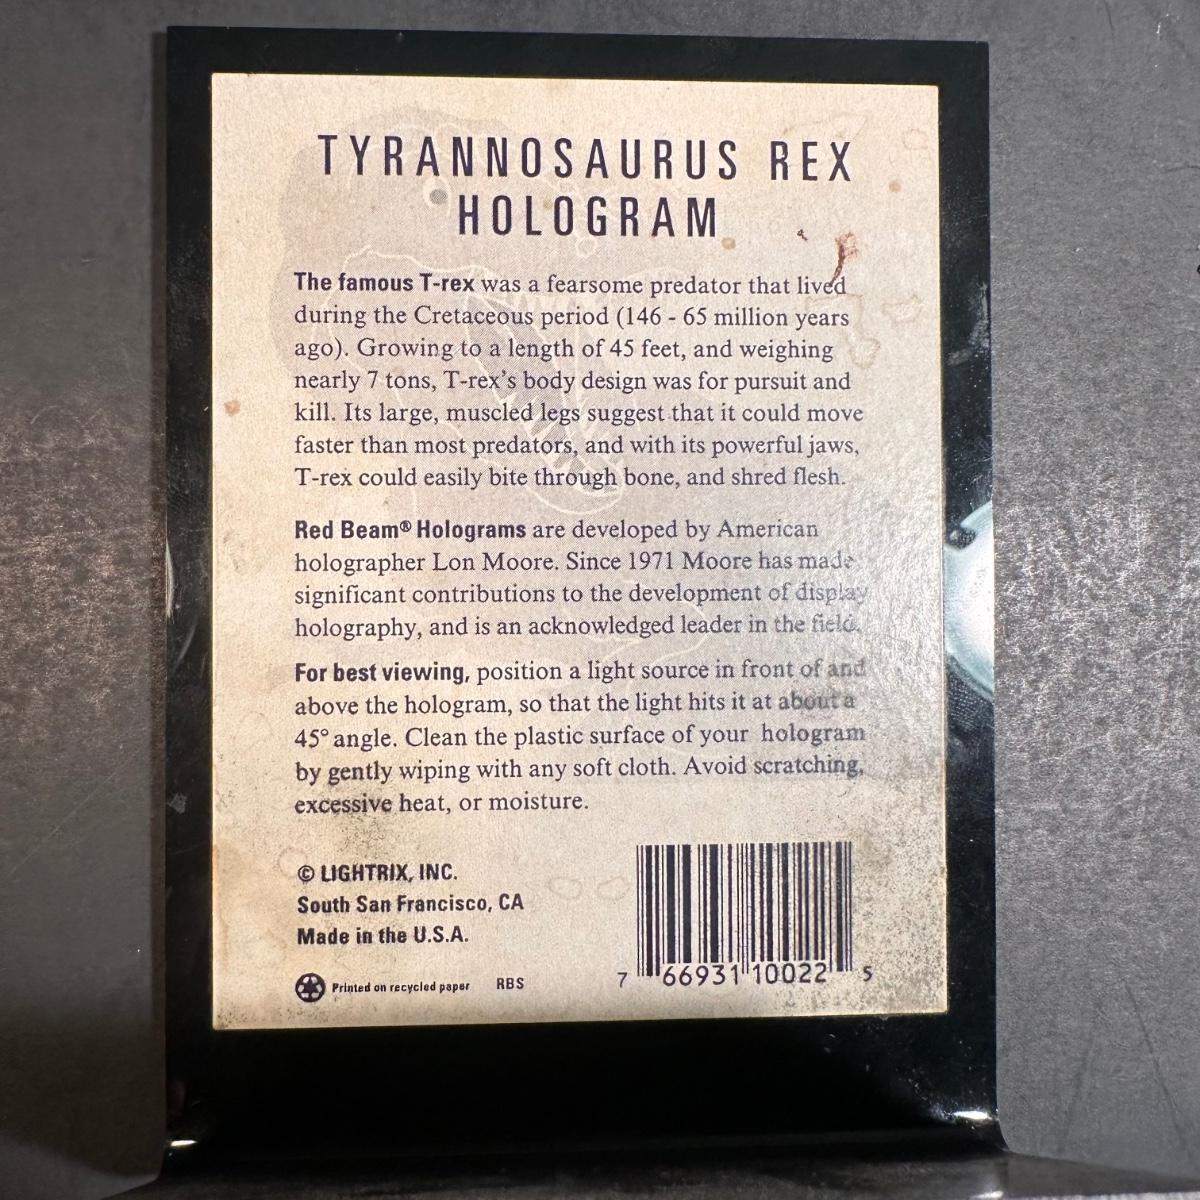 TYRANNOSAURUS REX
HOLOGRAM
The famous T-rex was a fearsome predator that lived
during the Cretaceous period (146 - 65 million years
ago). Growing to a length of 45 feet, and weighing
nearly 7 tons, T-rex's body design was for pursuit and
kill. Its large, muscled legs suggest that it could move
faster than most predators, and with its powerful jaws,
T-rex could easily bite through bone, and shred flesh.
Red Beam® Holograms are developed by American
holographer Lon Moore. Since 1971 Moore has made
significant contributions to the development of display
holography, and is an acknowledged leader in the field.
For best viewing, position a light source in front of and
above the hologram, so that the light hits it at about a
45° angle. Clean the plastic surface of your hologram
by gently wiping with any soft cloth. Avoid scratching,
excessive heat, or moisture.
© LIGHTRIX, INC.
South San Francisco, CA
Made in the U.S.A.
Printed on recycled paper RBS
7 66931 10022 5